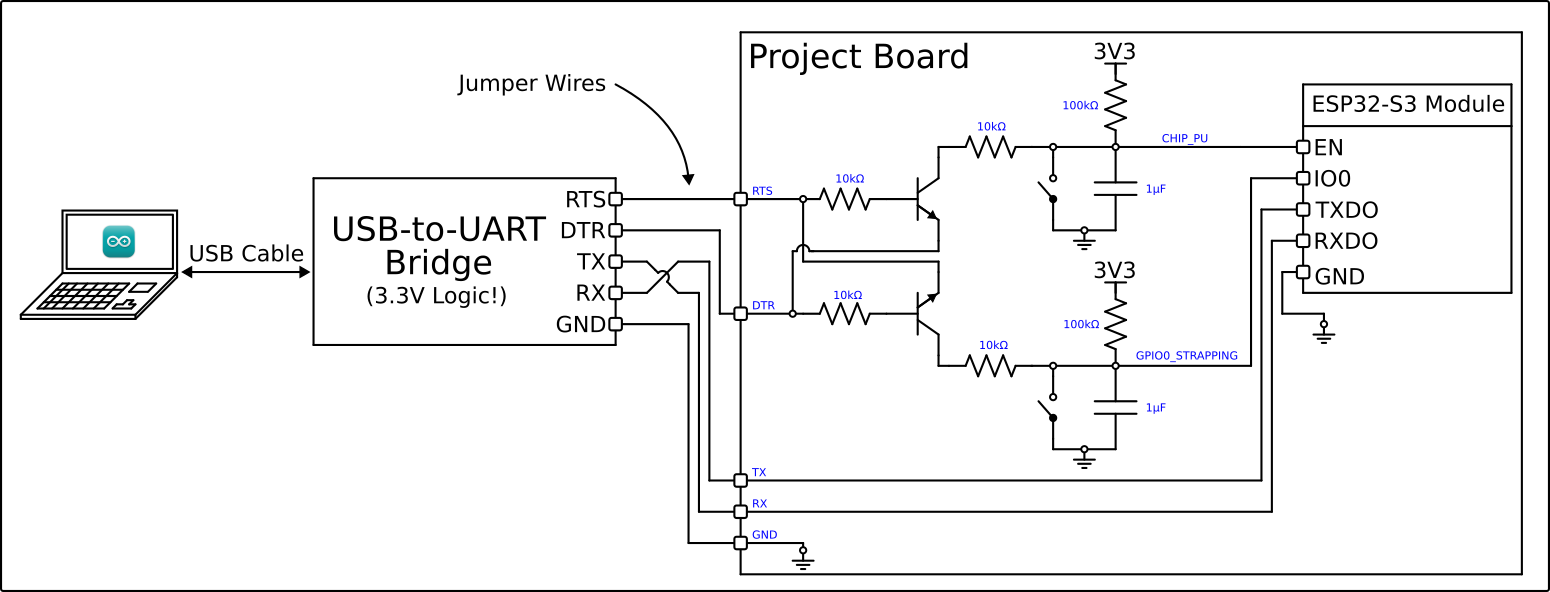 Project Board
3V3
Jumper Wires
100kΩ
ESP32-S3 Module
10kΩ
CHIP_PU
EN
10kΩ
IO0
1µF
RTS
RTS
TXDO
USB-to-UART
Bridge
(3.3V Logic!)
DTR
RXDO
USB Cable
TX
3V3
GND
RX
10kΩ
DTR
GND
100kΩ
10kΩ
GPIO0_STRAPPING
1µF
TX
RX
GND